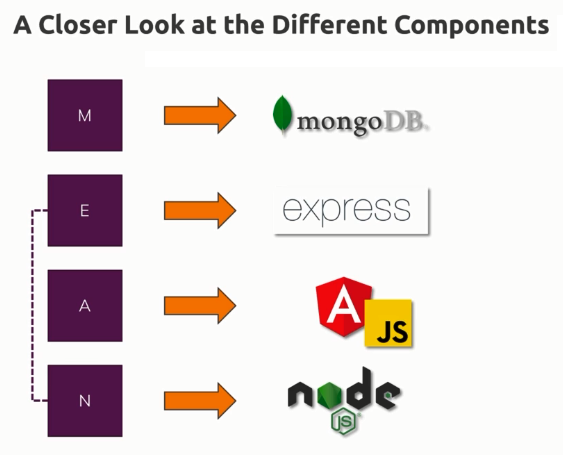 A Closer Look at the Different Components
M
mongoDB
E
express
A
A JS
N
node
JS